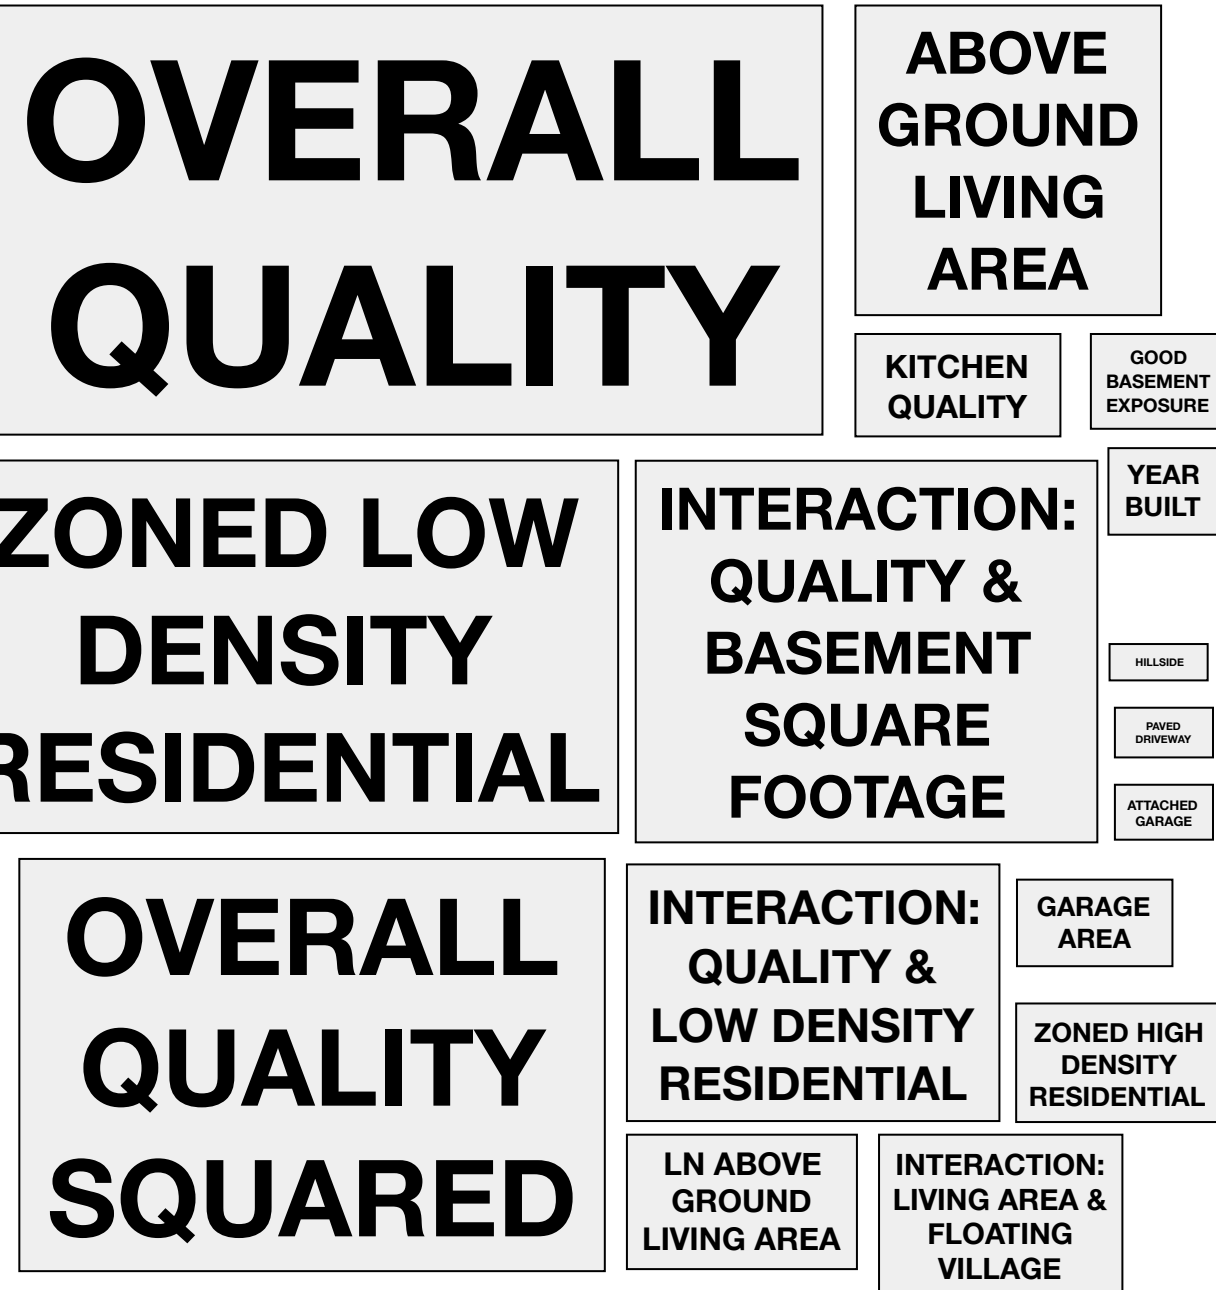 OVERALL
QUALITY
ABOVE
GROUND
LIVING
AREA
KITCHEN
QUALITY
GOOD
BASEMENT
EXPOSURE
ZONED LOW
DENSITY
RESIDENTIAL
INTERACTION:
QUALITY &
BASEMENT
SQUARE
FOOTAGE
YEAR
BUILT
HILLSIDE
PAVED
DRIVEWAY
ATTACHED
GARAGE
OVERALL
QUALITY
SQUARED
INTERACTION:
QUALITY &
LOW DENSITY
RESIDENTIAL
GARAGE
AREA
ZONED HIGH
DENSITY
RESIDENTIAL
LN ABOVE
GROUND
LIVING AREA
INTERACTION:
LIVING AREA &
FLOATING
VILLAGE